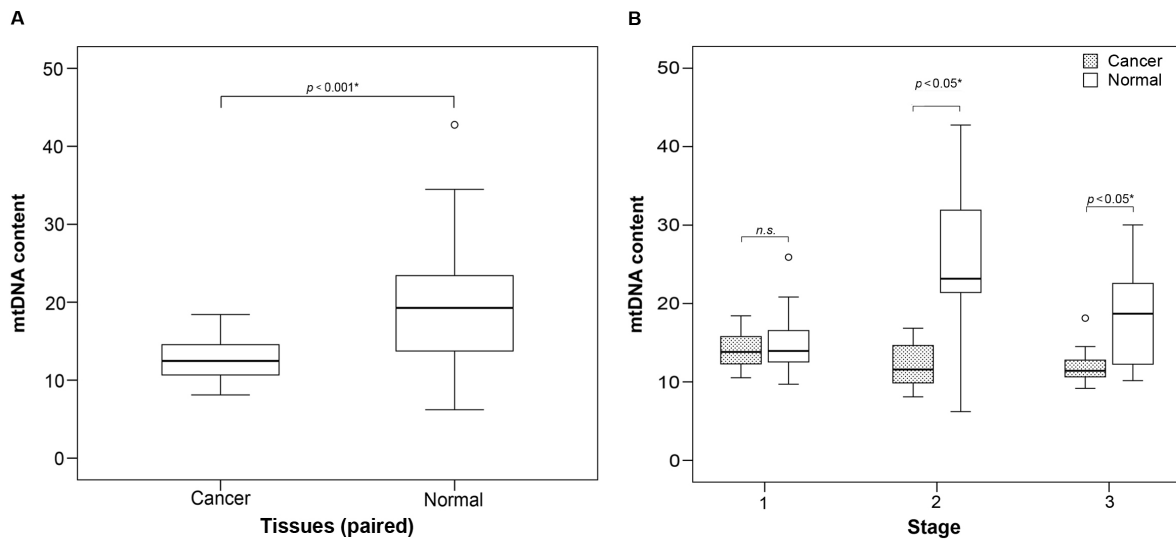 A
50
40
30
20
10
0
mtDNA content
p < 0.001*
Cancer
Normal
Tissues (paired)
B
50
40
30
20
10
0
mtDNA content
Cancer
Normal
n.s.
p < 0.05*
p < 0.05*
1
2
3
Stage